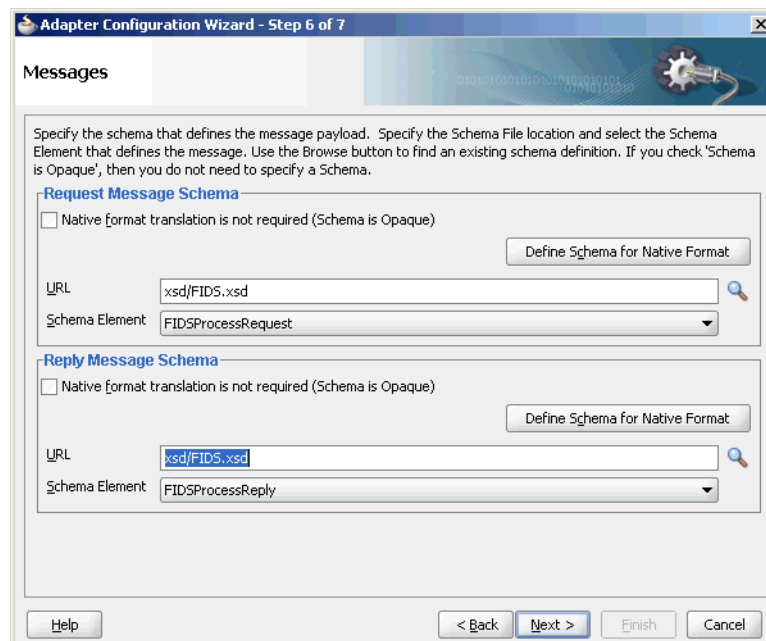 Adapter Configuration Wizard - Step 6 of 7
Messages
Specify the schema that defines the message payload. Specify the Schema File location and select the Schema
Element that defines the message. Use the Browse button to find an existing schema definition. If you check 'Schema
is Opaque', then you do not need to specify a Schema.
Request Message Schema
Native format translation is not required (Schema is Opaque)
Define Schema for Native Format
URL xsd/FIDS.xsd
Schema Element FIDSProcessRequest
Reply Message Schema
Native format translation is not required (Schema is Opaque)
Define Schema for Native Format
URL xsd/FIDS.xsd
Schema Element FIDSProcessReply
Help < Back Next > Finish Cancel